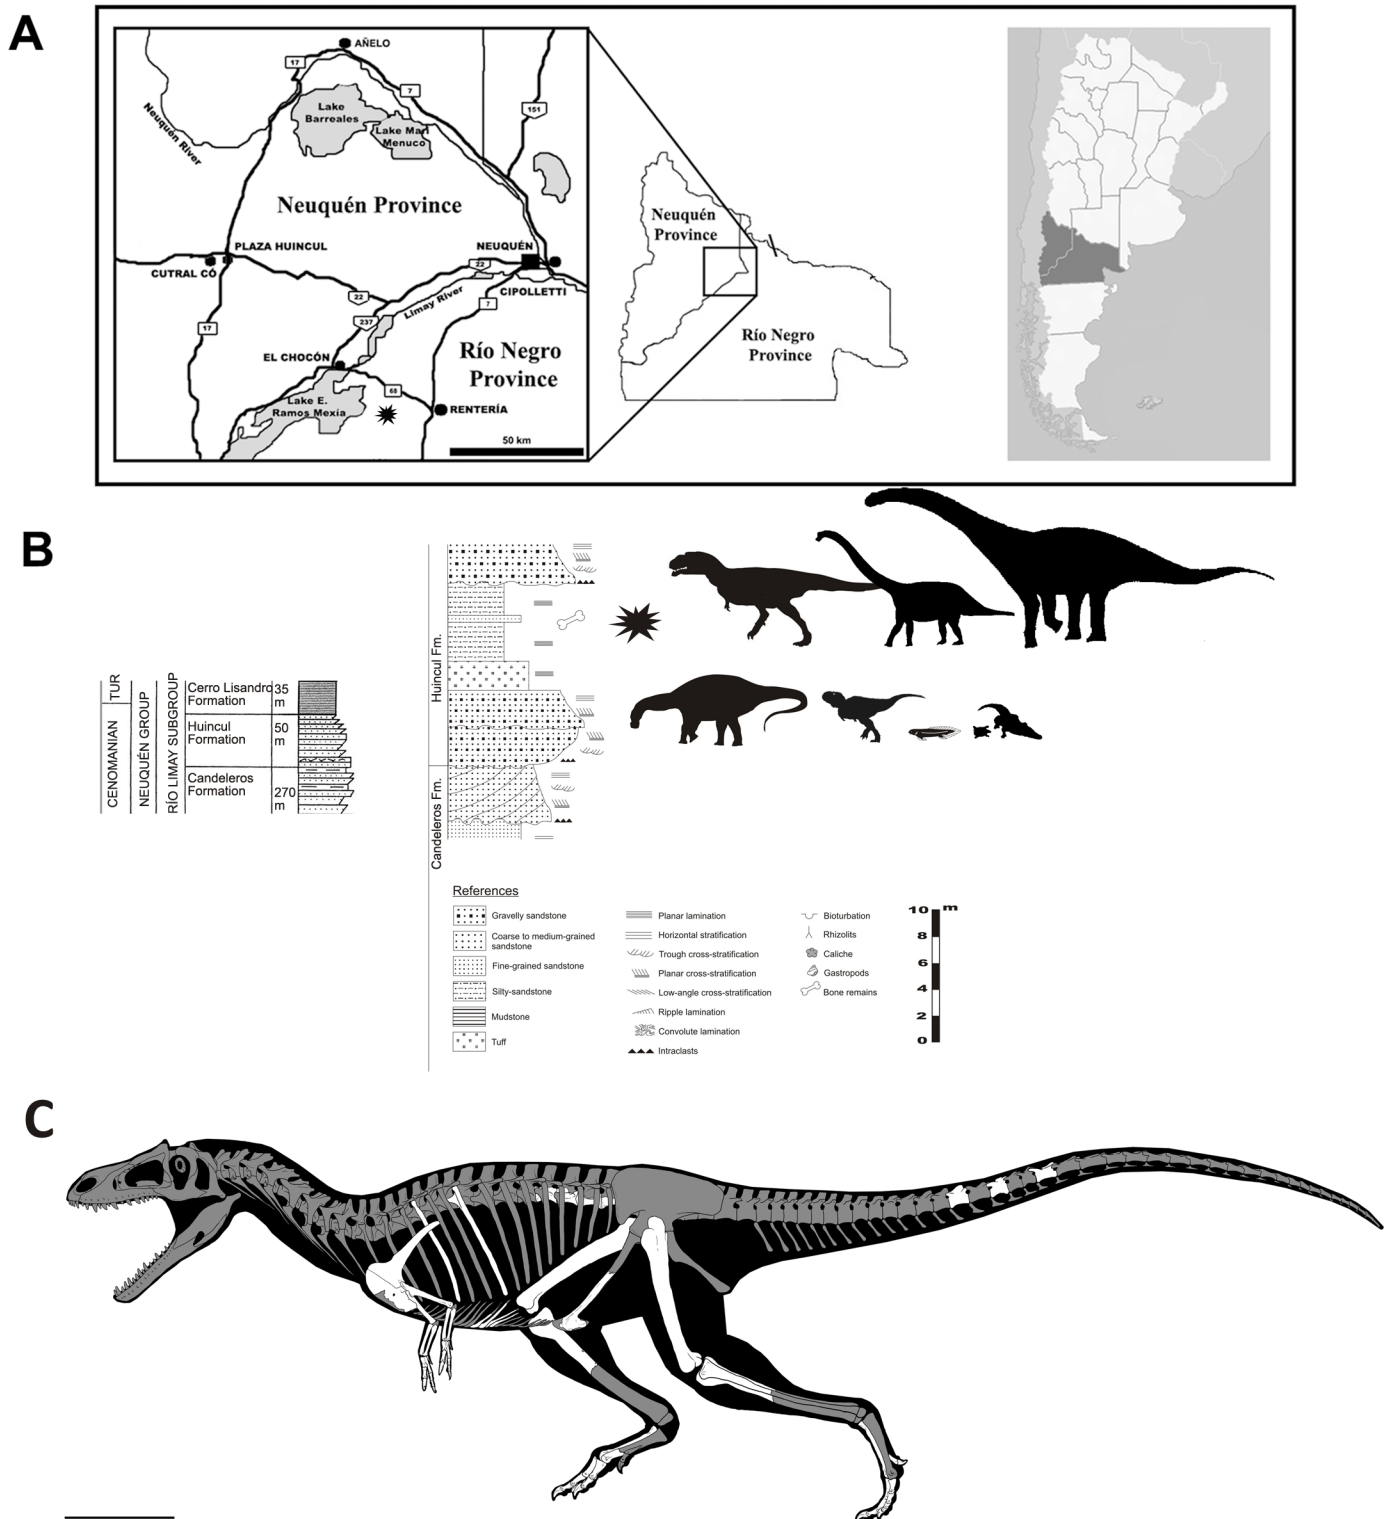 A
AÑELO
17
7
151
Lake
Barreales
Lake Mari
Menuco
Neuquén River
Neuquén Province
PLAZA HUINCUL
NEUQUÉN
CUTRAL CÓ
22
CIPOLLETTI
22
Limay River
7
237
17
EL CHOCÓN
Río Negro
Province
68
Lake E.
Ramos Mexía
RENTERÍA
50 km
Neuquén
Province
Río Negro
Province
B
CENOMANIAN
TUR
NEUQUÉN GROUP
RÍO LIMAY SUBGROUP
Cerro Lisandro
Formation
35
m
Huincul
Formation
50
m
Candeleros
Formation
270
m
Huincul Fm.
Candeleros Fm.
References
Gravelly sandstone
Coarse to medium-grained
sandstone
Fine-grained sandstone
Silty-sandstone
Mudstone
Tuff
Planar lamination
Horizontal stratification
Trough cross-stratification
Planar cross-stratification
Low-angle cross-stratification
Ripple lamination
Convolute lamination
Intraclasts
Bioturbation
Rhizolits
Caliche
Gastropods
Bone remains
10 m
8
6
4
2
0
C